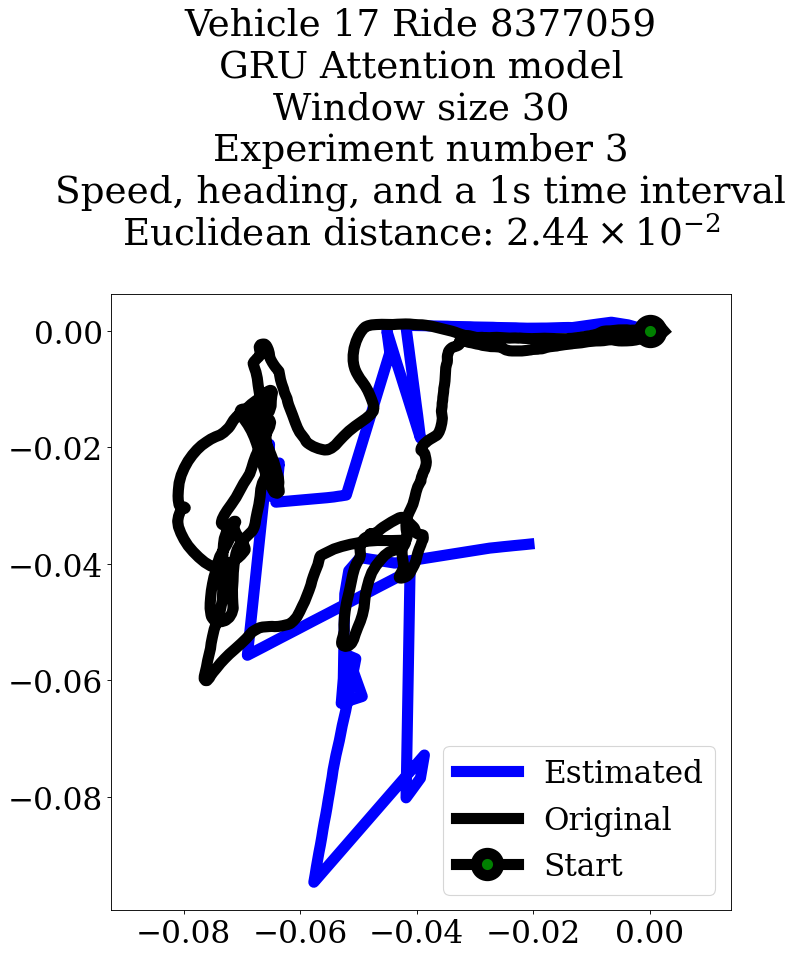 Vehicle 17 Ride 8377059
GRU Attention model
Window size 30
Experiment number 3
Speed, heading, and a 1s time interval
Euclidean distance: 2.44 × 10⁻²
0.00
−0.02
−0.04
−0.06
−0.08
Estimated
Original
Start
−0.08 −0.06 −0.04 −0.02 0.00